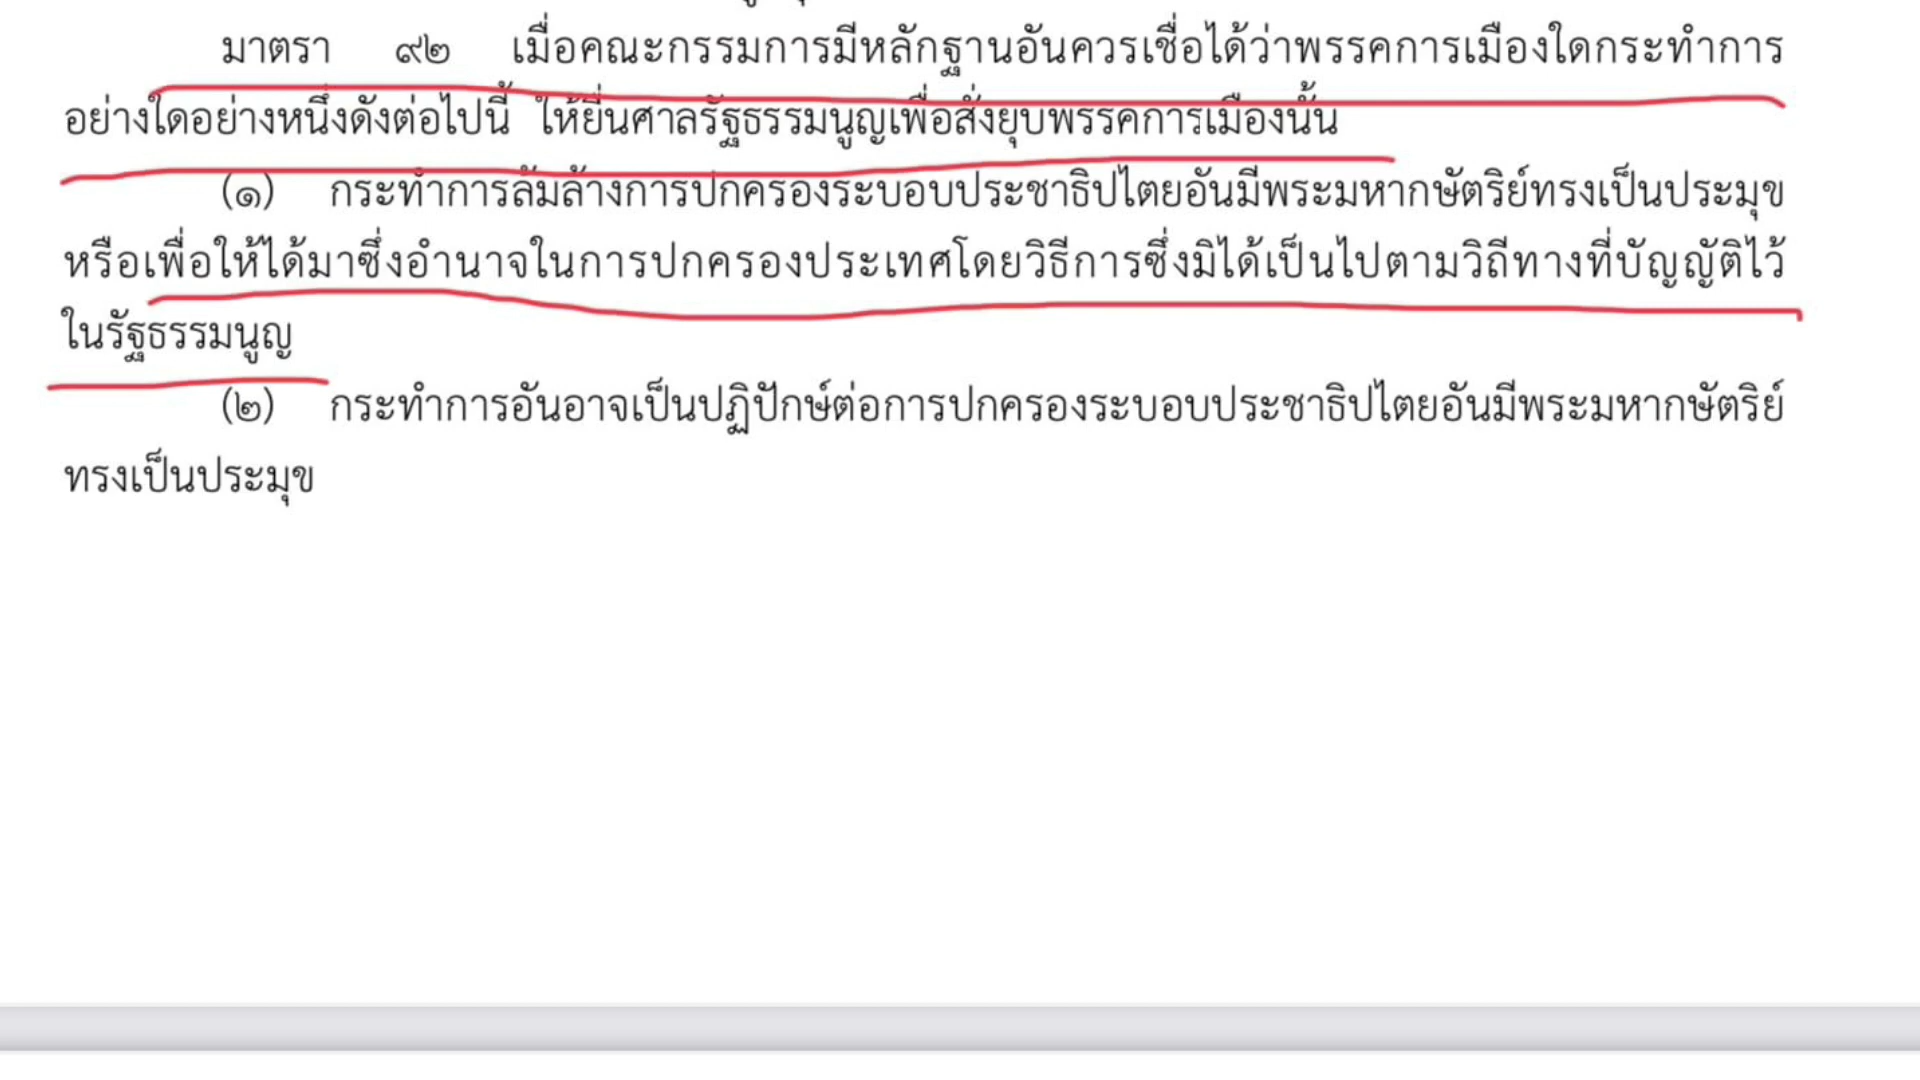 มาตรา ๙๒ เมื่อคณะกรรมการมีหลักฐานอันควรเชื่อได้ว่าพรรคการเมืองใดกระทำการ
อย่างใดอย่างหนึ่งดังต่อไปนี้ ให้ยื่นศาลรัฐธรรมนูญเพื่อสั่งยุบพรรคการเมืองนั้น
(๑) กระทำการล้มล้างการปกครองระบอบประชาธิปไตยอันมีพระมหากษัตริย์ทรงเป็นประมุข
หรือเพื่อให้ได้มาซึ่งอำนาจในการปกครองประเทศโดยวิธีการซึ่งมิได้เป็นไปตามวิถีทางที่บัญญัติไว้
ในรัฐธรรมนูญ
(๒) กระทำการอันอาจเป็นปฏิปักษ์ต่อการปกครองระบอบประชาธิปไตยอันมีพระมหากษัตริย์
ทรงเป็นประมุข